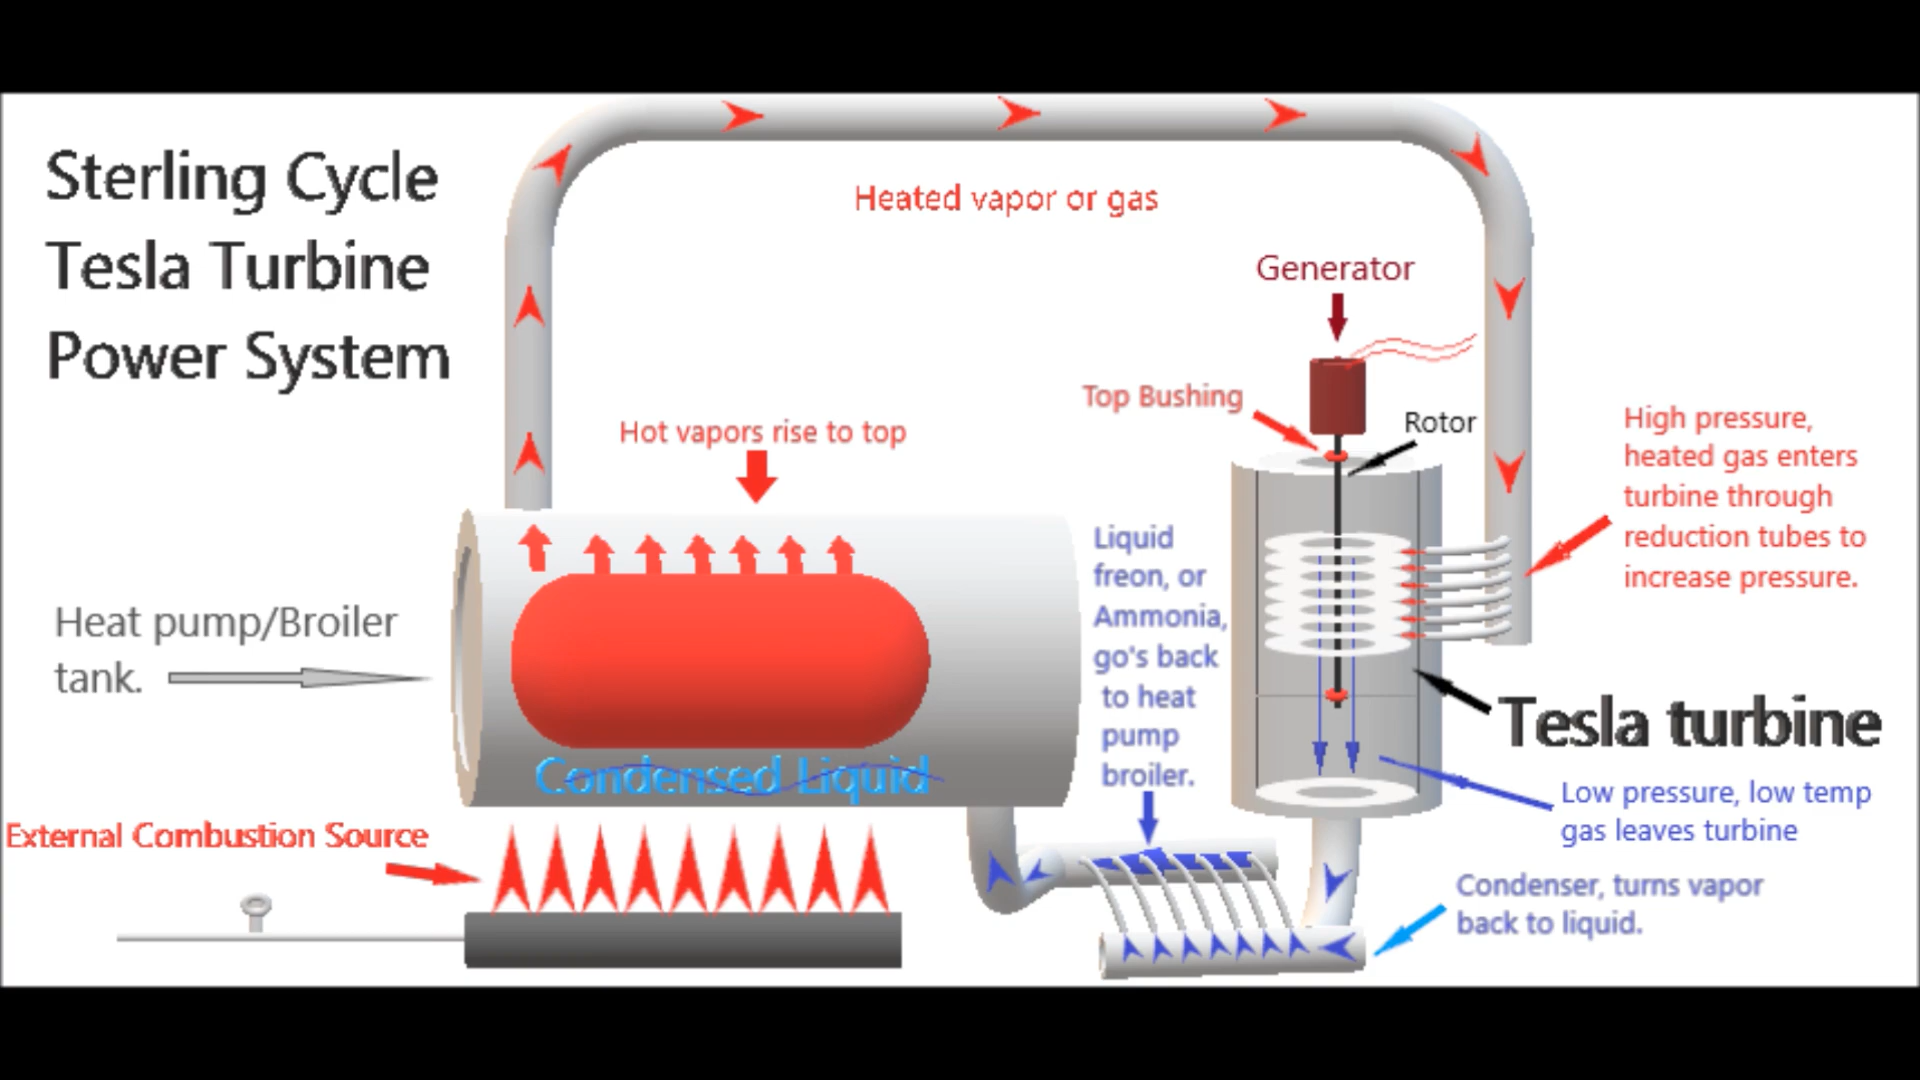 Sterling Cycle
Tesla Turbine
Power System
Heated vapor or gas
Generator
Top Bushing
Rotor
Hot vapors rise to top
High pressure,
heated gas enters
turbine through
reduction tubes to
increase pressure.
Liquid
freon, or
Ammonia,
go's back
to heat
pump
broiler.
Heat pump/Broiler
tank.
Tesla turbine
Condensed Liquid
Low pressure, low temp
gas leaves turbine
External Combustion Source
Condenser, turns vapor
back to liquid.